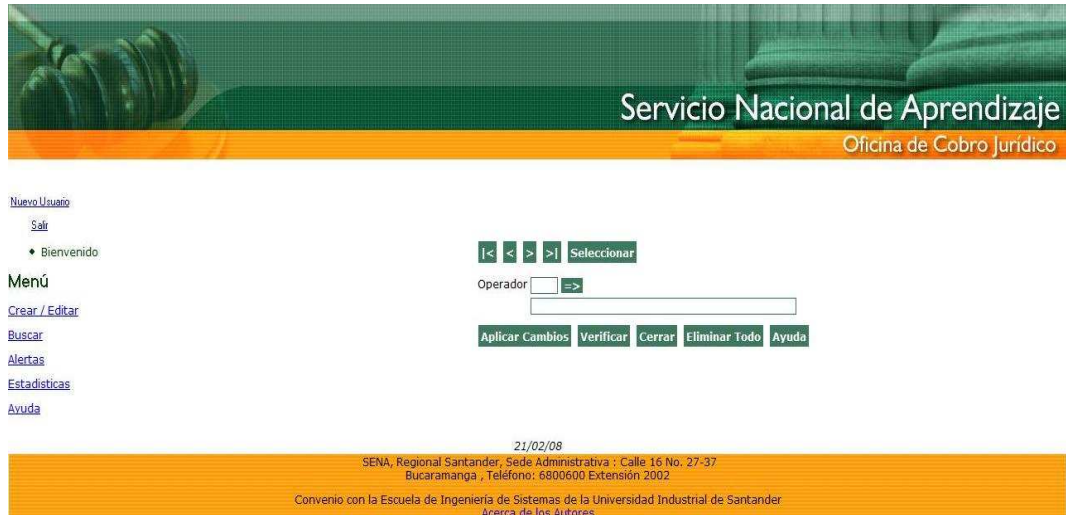 Servicio Nacional de Aprendizaje
Oficina de Cobro Jurídico
Nuevo Usuario
Salir
Bienvenido
Menú
Crear / Editar
Buscar
Alertas
Estadisticas
Ayuda
|< < > >| Seleccionar
Operador =>
Aplicar Cambios Verificar Cerrar Eliminar Todo Ayuda
21/02/08
SENA, Regional Santander, Sede Administrativa : Calle 16 No. 27-37
Bucaramanga , Teléfono: 6800600 Extensión 2002
Convenio con la Escuela de Ingeniería de Sistemas de la Universidad Industrial de Santander
Acerca de los Autores